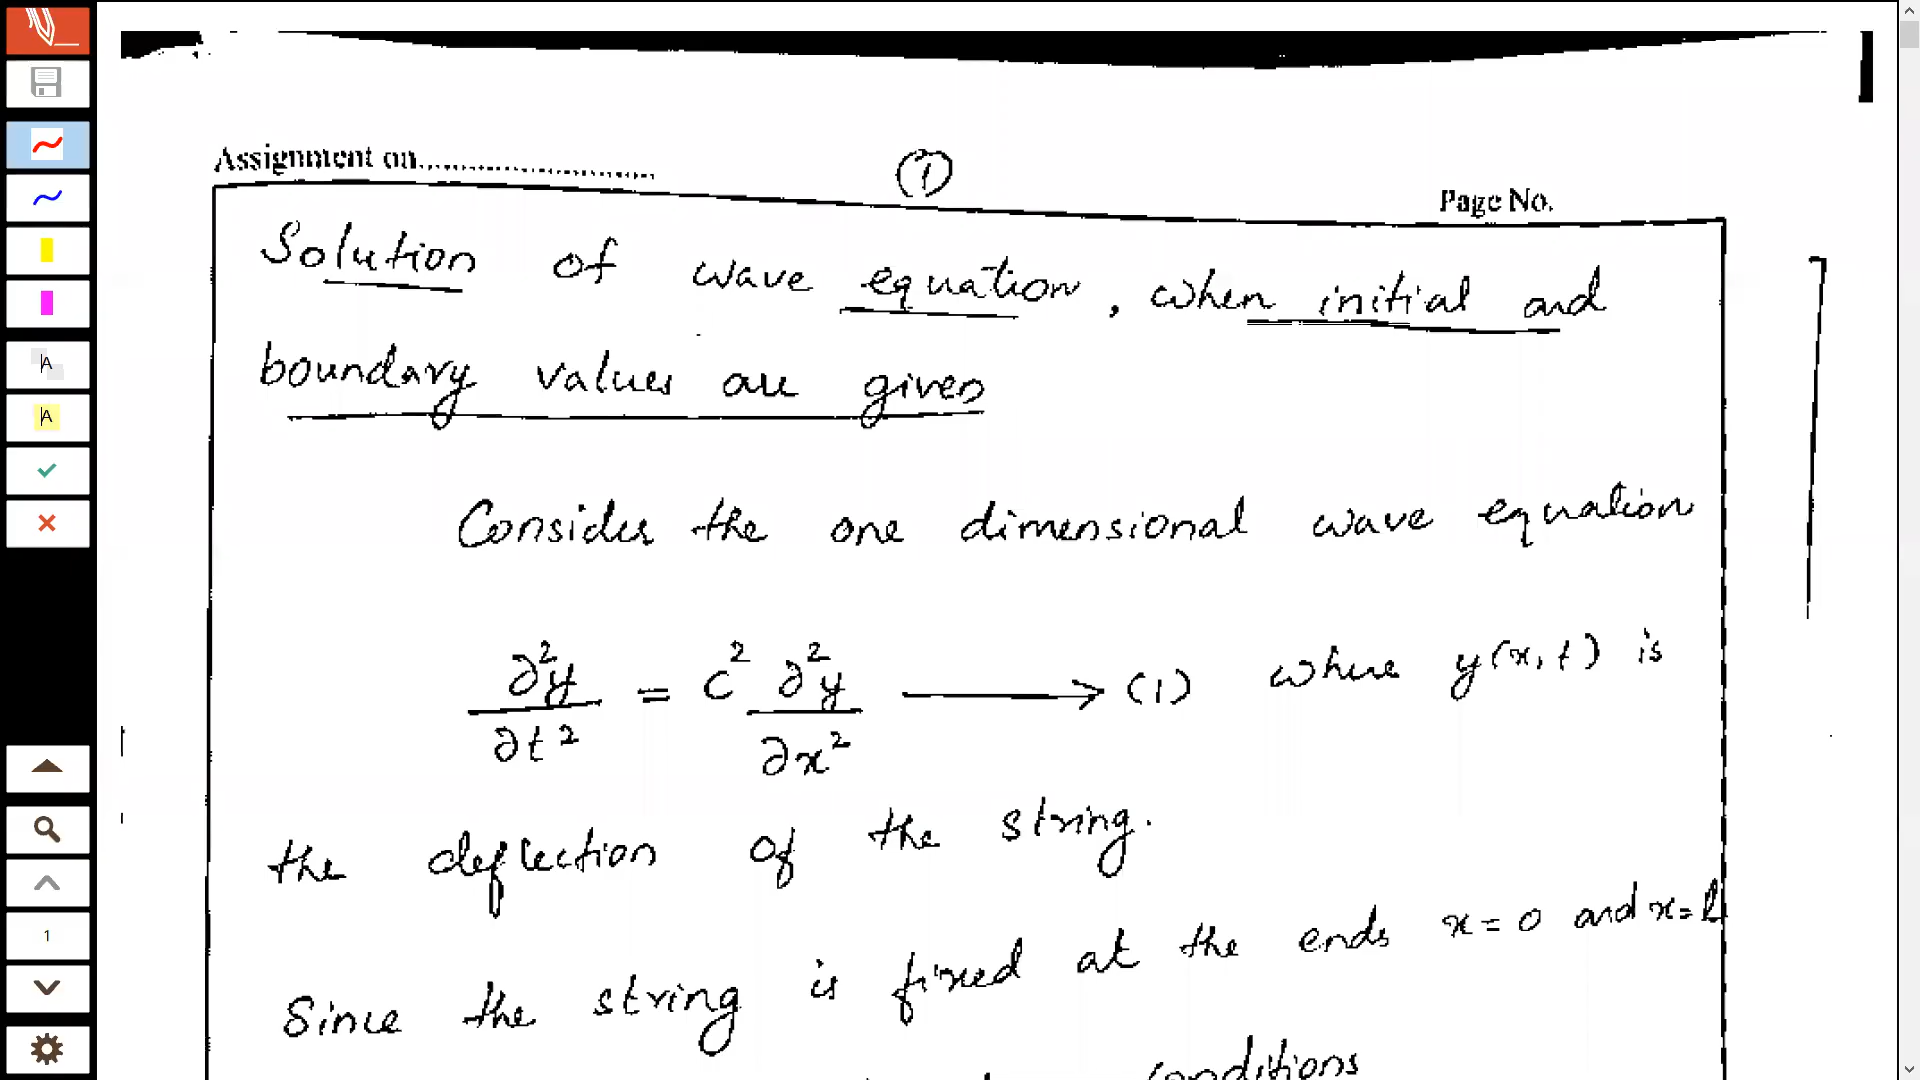 Assignment on..............................
①
Page No.
Solution of wave equation, when initial and
boundary values are given
Consider the one dimensional wave equation
∂²y/∂t² = c² ∂²y/∂x² ⟶ (1) where y(x,t) is
the deflection of the string.
Since the string is fixed at the ends x=0 and x=l
conditions
A
A
1